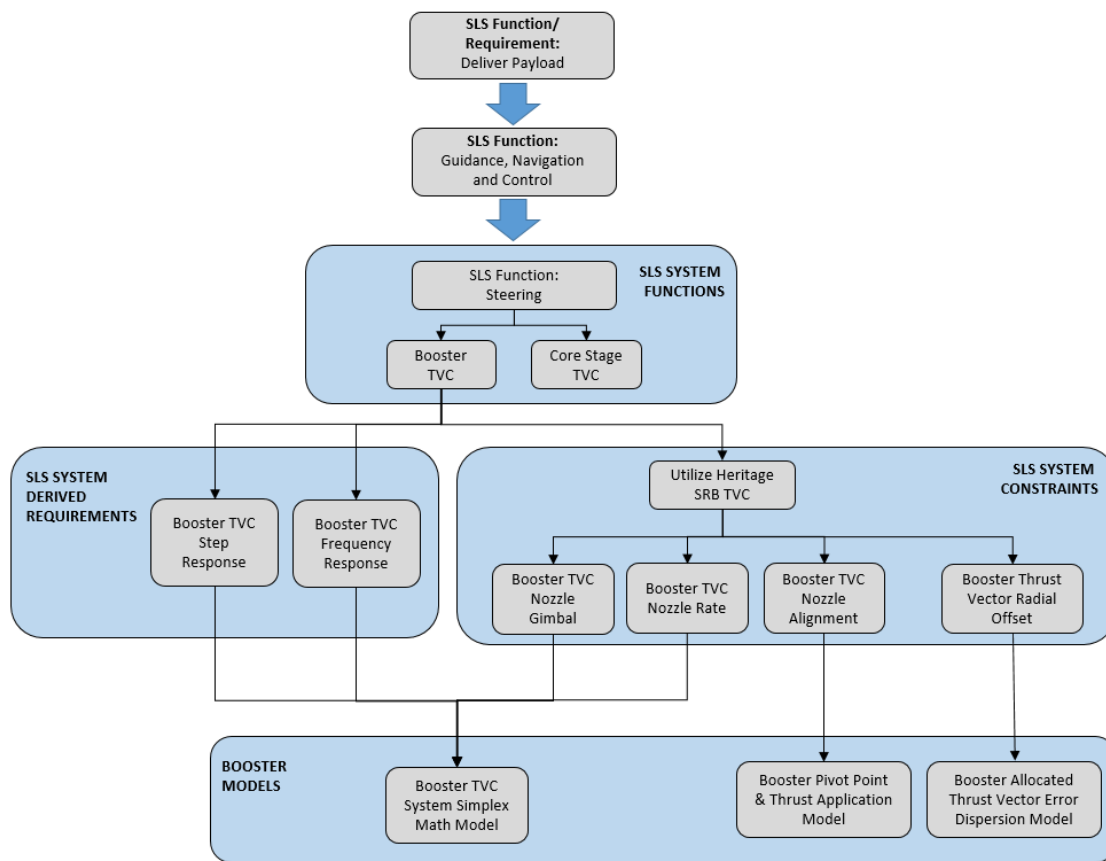 SLS Function/
Requirement:
Deliver Payload
SLS Function:
Guidance, Navigation
and Control
SLS Function:
Steering
SLS SYSTEM
FUNCTIONS
Booster
TVC
Core Stage
TVC
SLS SYSTEM
DERIVED
REQUIREMENTS
Booster TVC
Step
Response
Booster TVC
Frequency
Response
Utilize Heritage
SRB TVC
SLS SYSTEM
CONSTRAINTS
Booster TVC
Nozzle
Gimbal
Booster TVC
Nozzle Rate
Booster TVC
Nozzle
Alignment
Booster Thrust
Vector Radial
Offset
BOOSTER
MODELS
Booster TVC
System Simplex
Math Model
Booster Pivot Point
& Thrust Application
Model
Booster Allocated
Thrust Vector Error
Dispersion Model